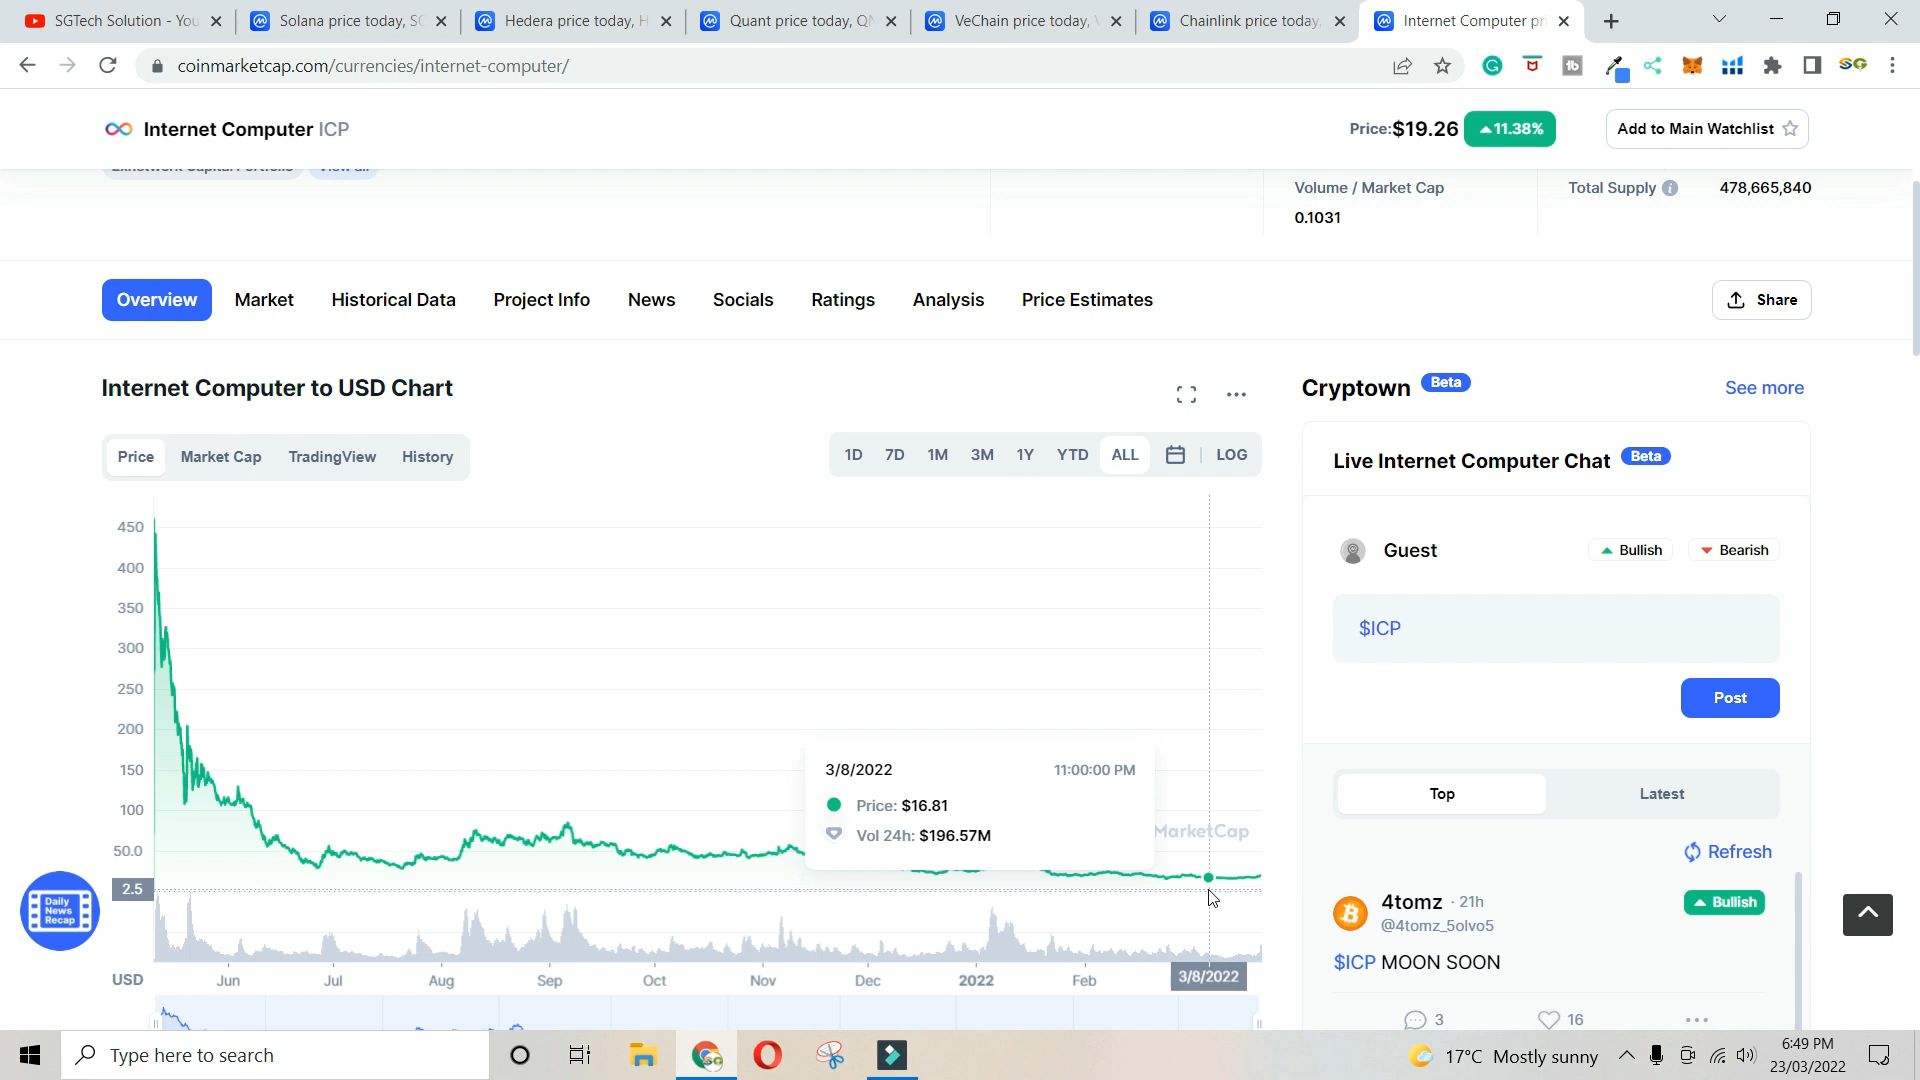 SGTech Solution - You
Solana price today, SO
Hedera price today, H
Quant price today, QN
VeChain price today, V
Chainlink price today,
Internet Computer pri
coinmarketcap.com/currencies/internet-computer/
Internet Computer ICP
Price:$19.26
11.38%
Add to Main Watchlist
View all
Volume / Market Cap
0.1031
Total Supply
478,665,840
Overview
Market
Historical Data
Project Info
News
Socials
Ratings
Analysis
Price Estimates
Share
Internet Computer to USD Chart
Price
Market Cap
TradingView
History
1D
7D
1M
3M
1Y
YTD
ALL
LOG
450
400
350
300
250
200
150
100
50.0
2.5
3/8/2022
11:00:00 PM
Price: $16.81
Vol 24h: $196.57M
MarketCap
USD
Jun
Jul
Aug
Sep
Oct
Nov
Dec
2022
Feb
3/8/2022
Daily
News
Recap
Cryptown
Beta
See more
Live Internet Computer Chat
Beta
Guest
Bullish
Bearish
$ICP
Post
Top
Latest
Refresh
4tomz · 21h
@4tomz_5olvo5
Bullish
$ICP MOON SOON
3
16
Type here to search
17°C Mostly sunny
6:49 PM
23/03/2022